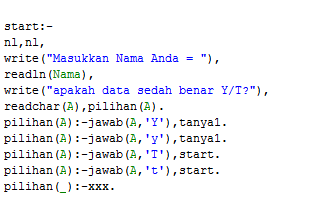 start:-
nl,nl,
write("Masukkan Nama Anda = "),
readln(Nama),
write("apakah data sedah benar Y/T?"),
readchar(A),pilihan(A).
pilihan(A):-jawab(A,'Y'),tanya1.
pilihan(A):-jawab(A,'y'),tanya1.
pilihan(A):-jawab(A,'T'),start.
pilihan(A):-jawab(A,'t'),start.
pilihan(_):-xxx.